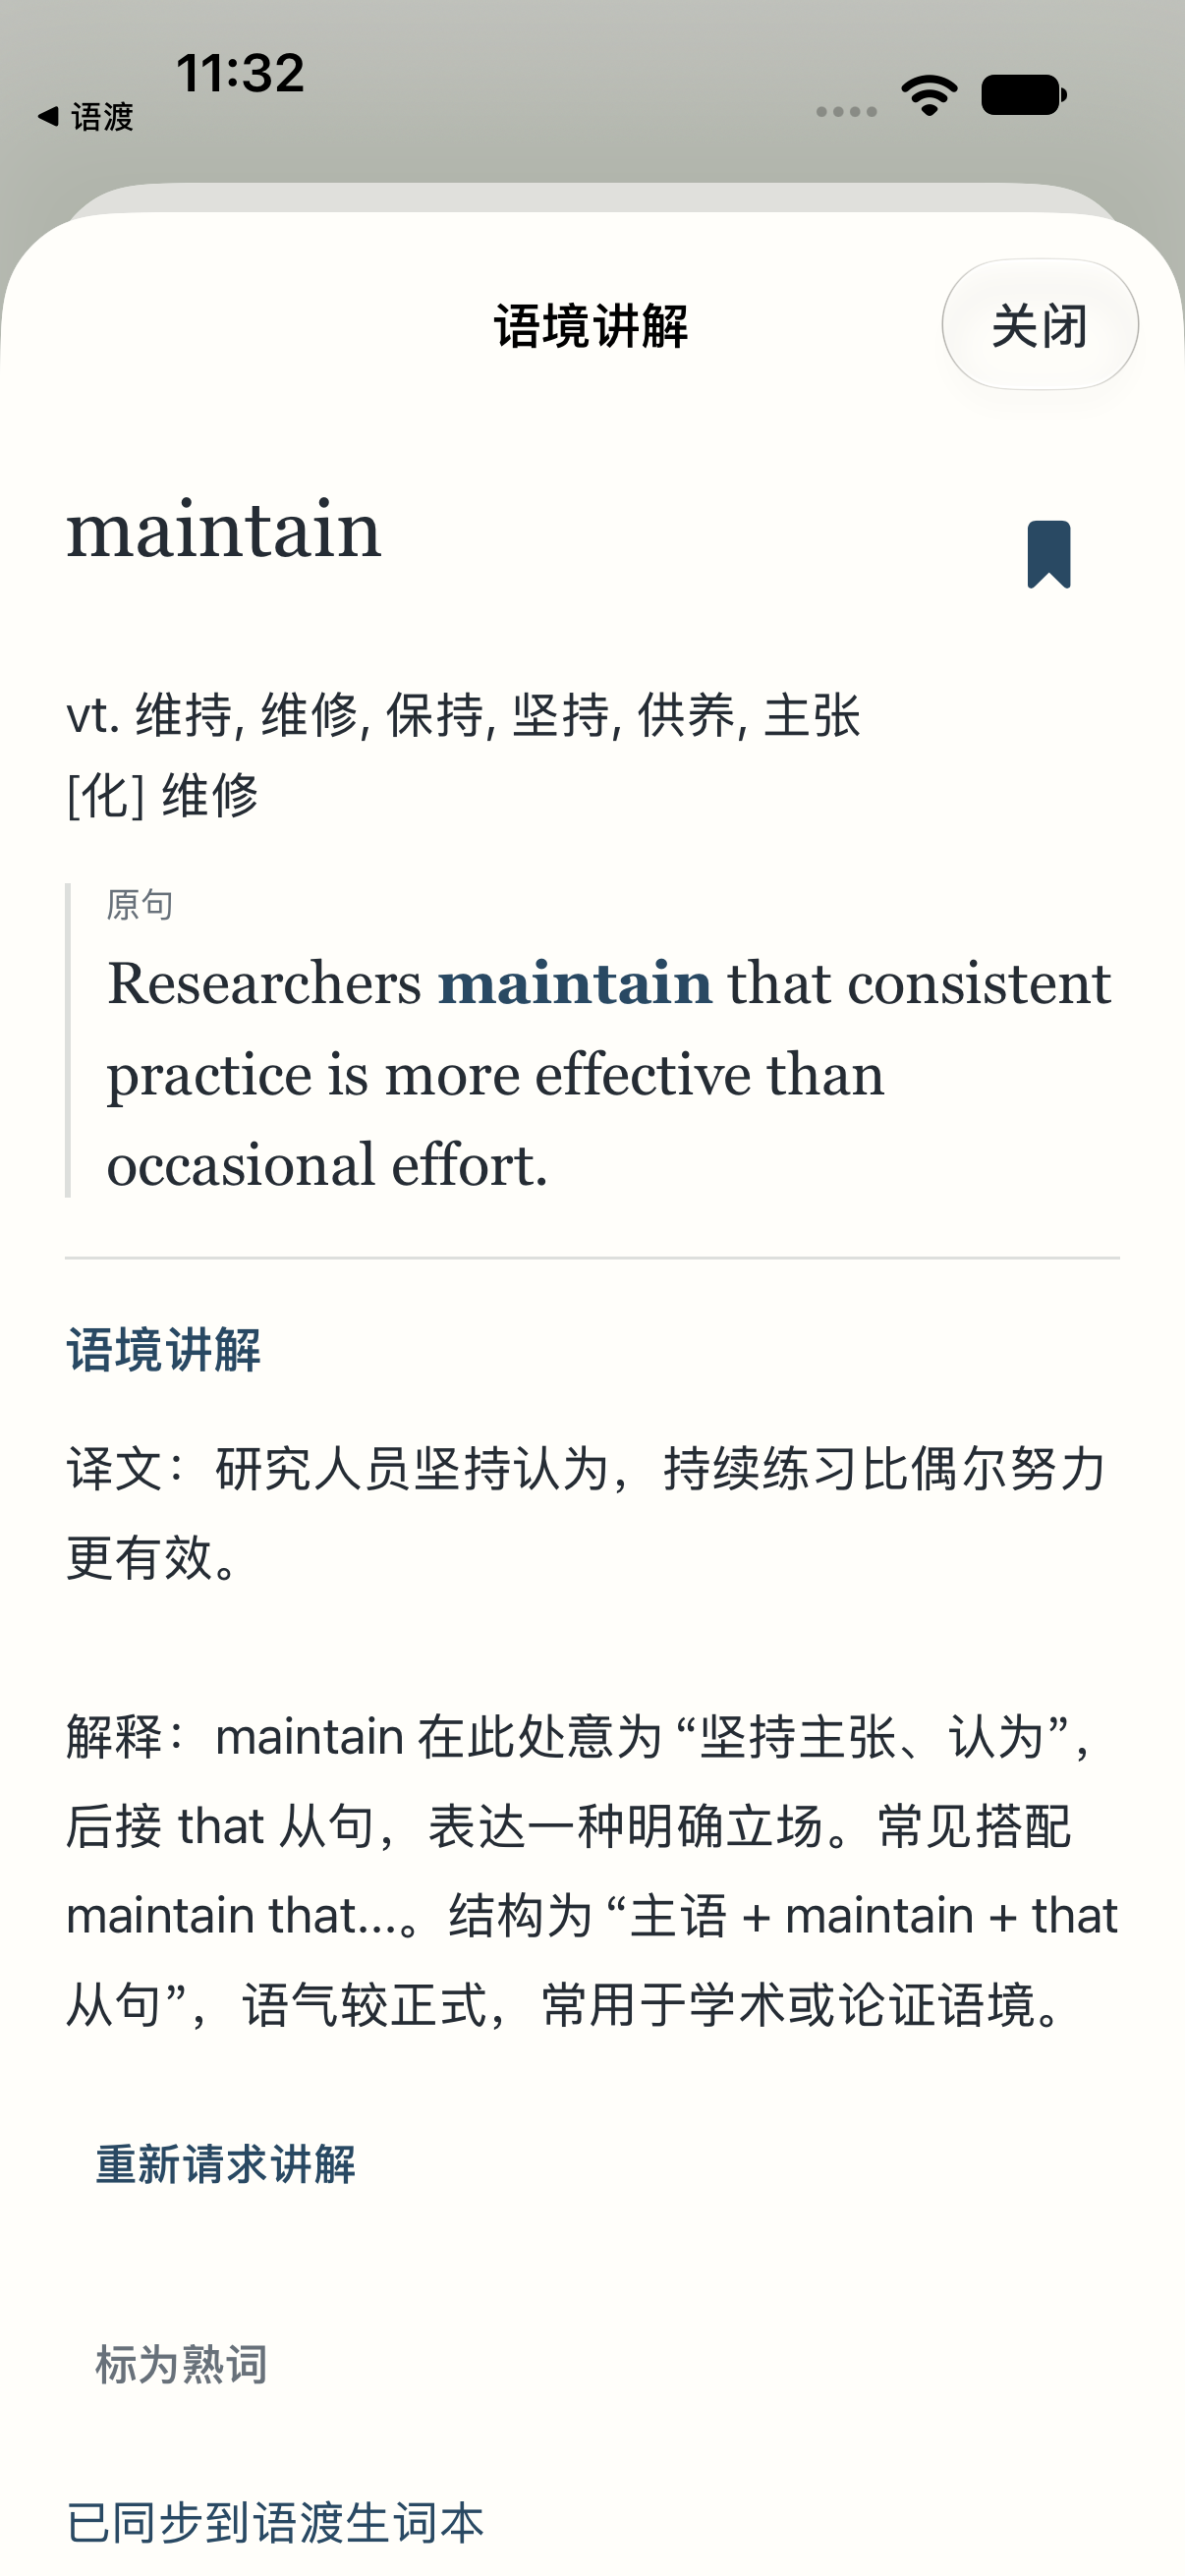 11:32
语渡
语境讲解
关闭
maintain
vt. 维持, 维修, 保持, 坚持, 供养, 主张
[化] 维修
原句
Researchers maintain that consistent
practice is more effective than
occasional effort.
语境讲解
译文：研究人员坚持认为，持续练习比偶尔努力
更有效。
解释：maintain 在此处意为 “坚持主张、认为”，
后接 that 从句，表达一种明确立场。常见搭配
maintain that...。结构为 “主语 + maintain + that
从句”，语气较正式，常用于学术或论证语境。
重新请求讲解
标为熟词
已同步到语渡生词本